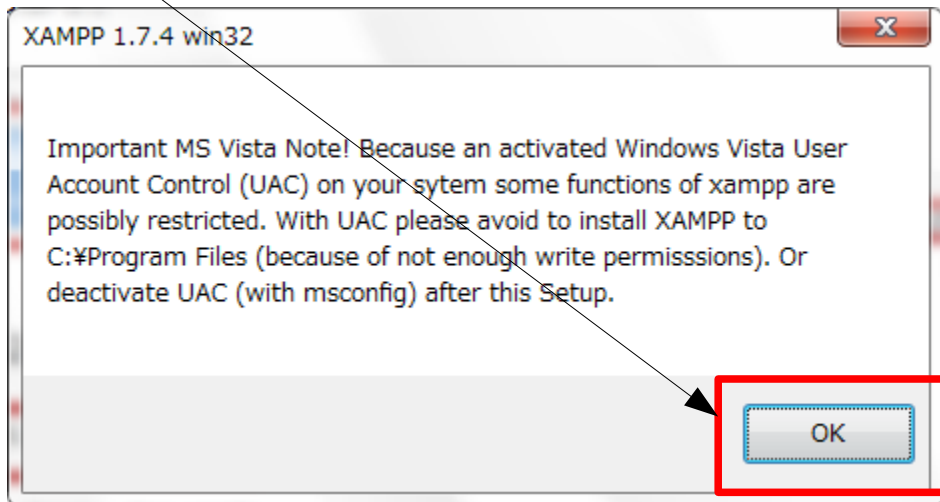 XAMPP 1.7.4 win32
Important MS Vista Note! Because an activated Windows Vista User
Account Control (UAC) on your sytem some functions of xampp are
possibly restricted. With UAC please avoid to install XAMPP to
C:¥Program Files (because of not enough write permisssions). Or
deactivate UAC (with msconfig) after this Setup.
OK